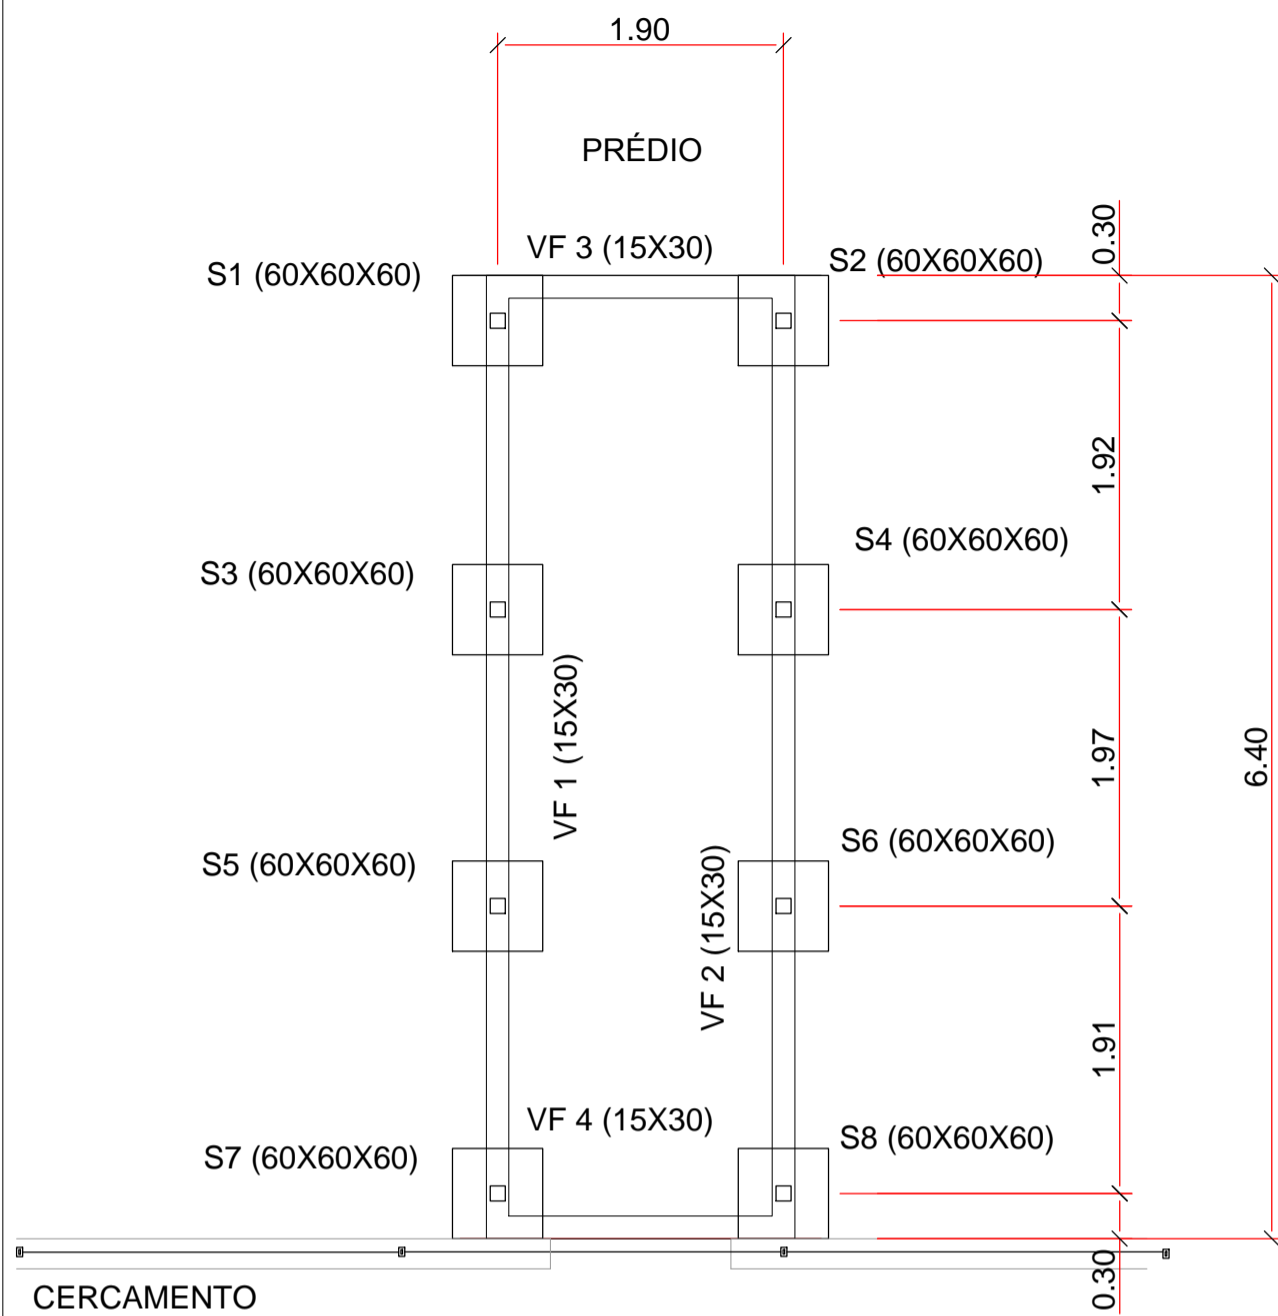 1.90
PRÉDIO
0.30
VF 3 (15X30)
S1 (60X60X60)
S2 (60X60X60)
1.92
S4 (60X60X60)
S3 (60X60X60)
VF 1 (15X30)
1.97
6.40
S6 (60X60X60)
S5 (60X60X60)
VF 2 (15X30)
1.91
VF 4 (15X30)
S8 (60X60X60)
S7 (60X60X60)
0.30
CERCAMENTO